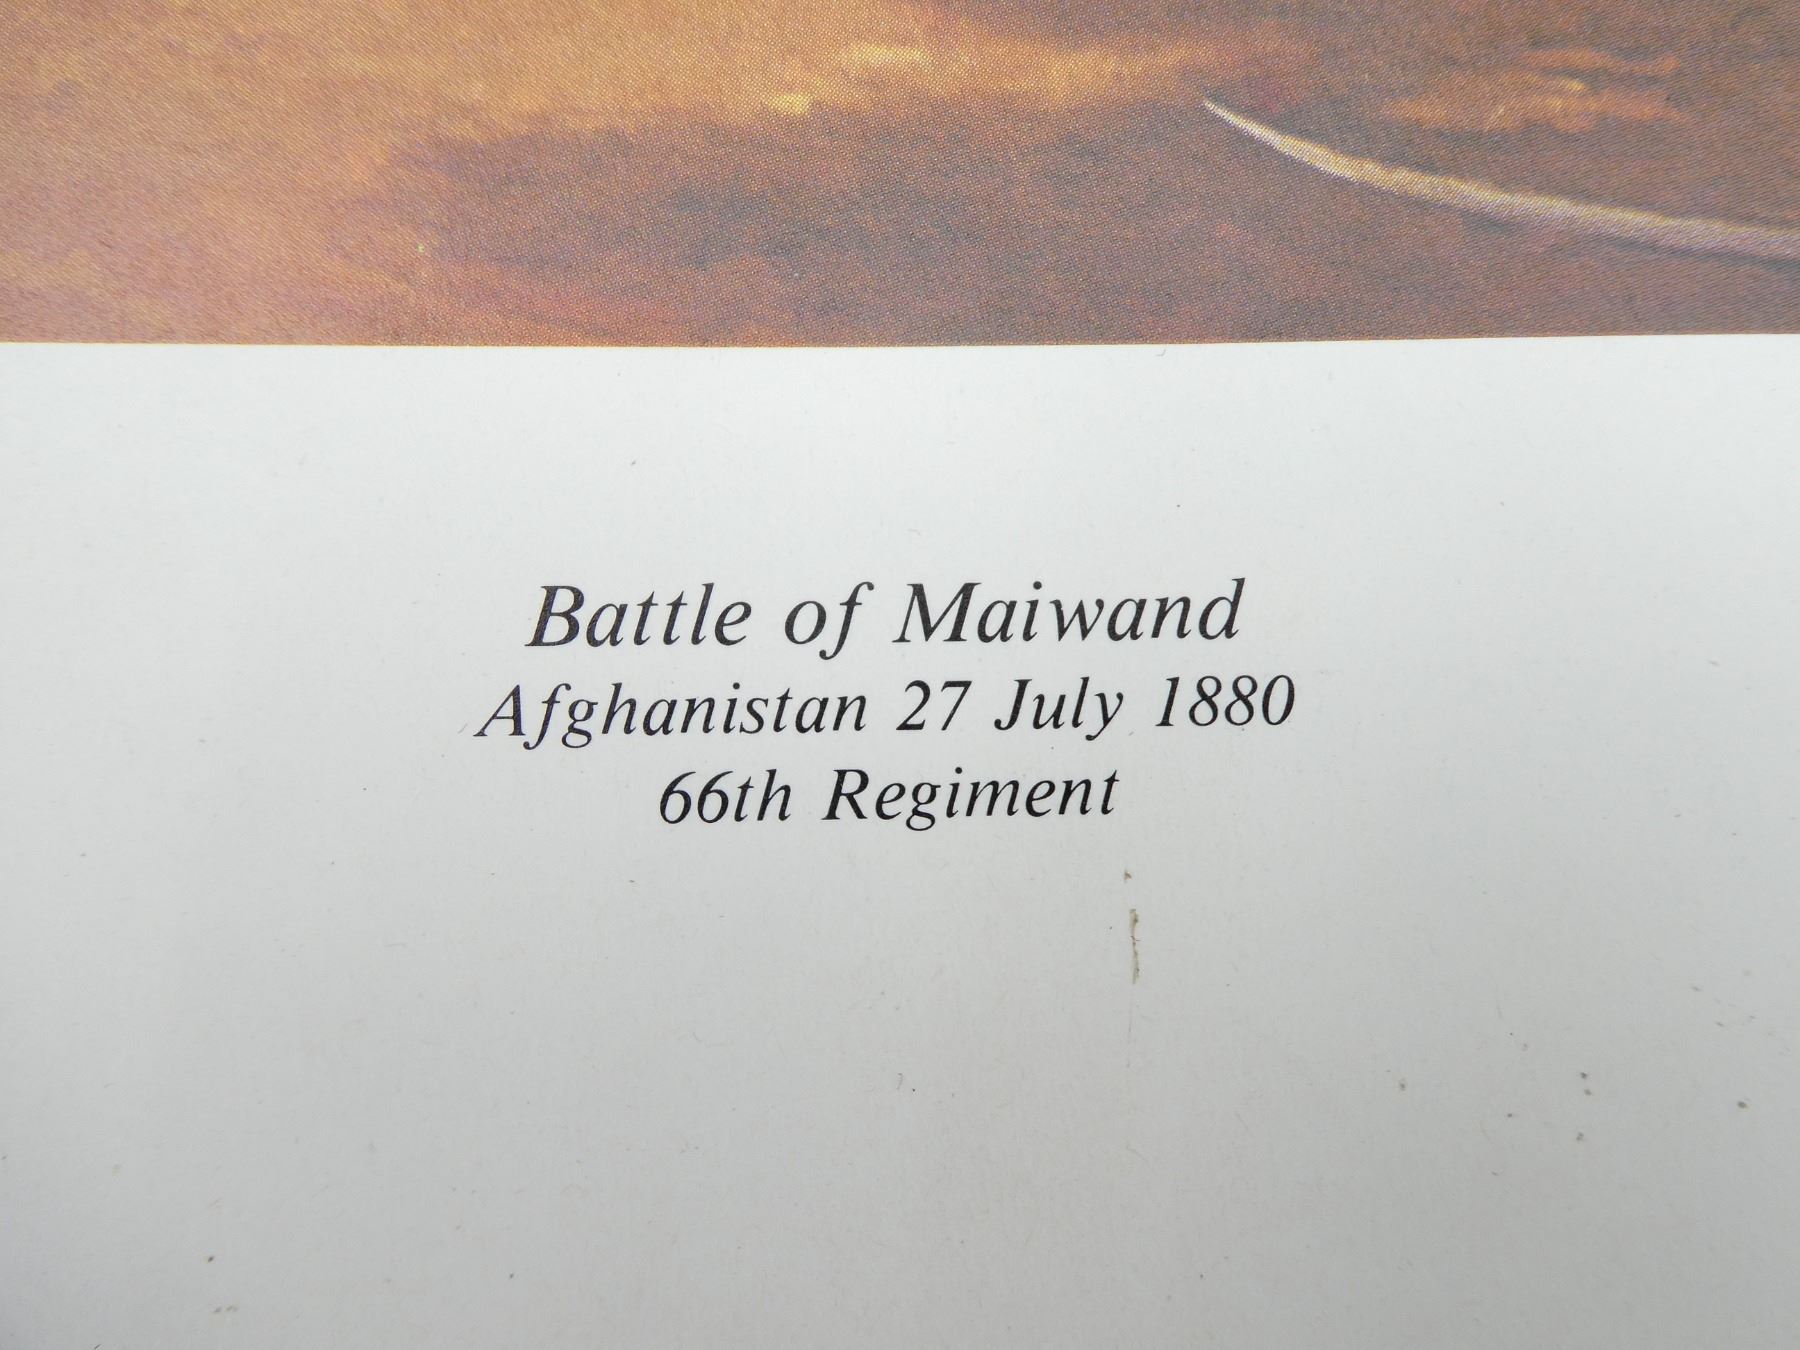 Battle of Maiwand
Afghanistan 27 July 1880
66th Regiment